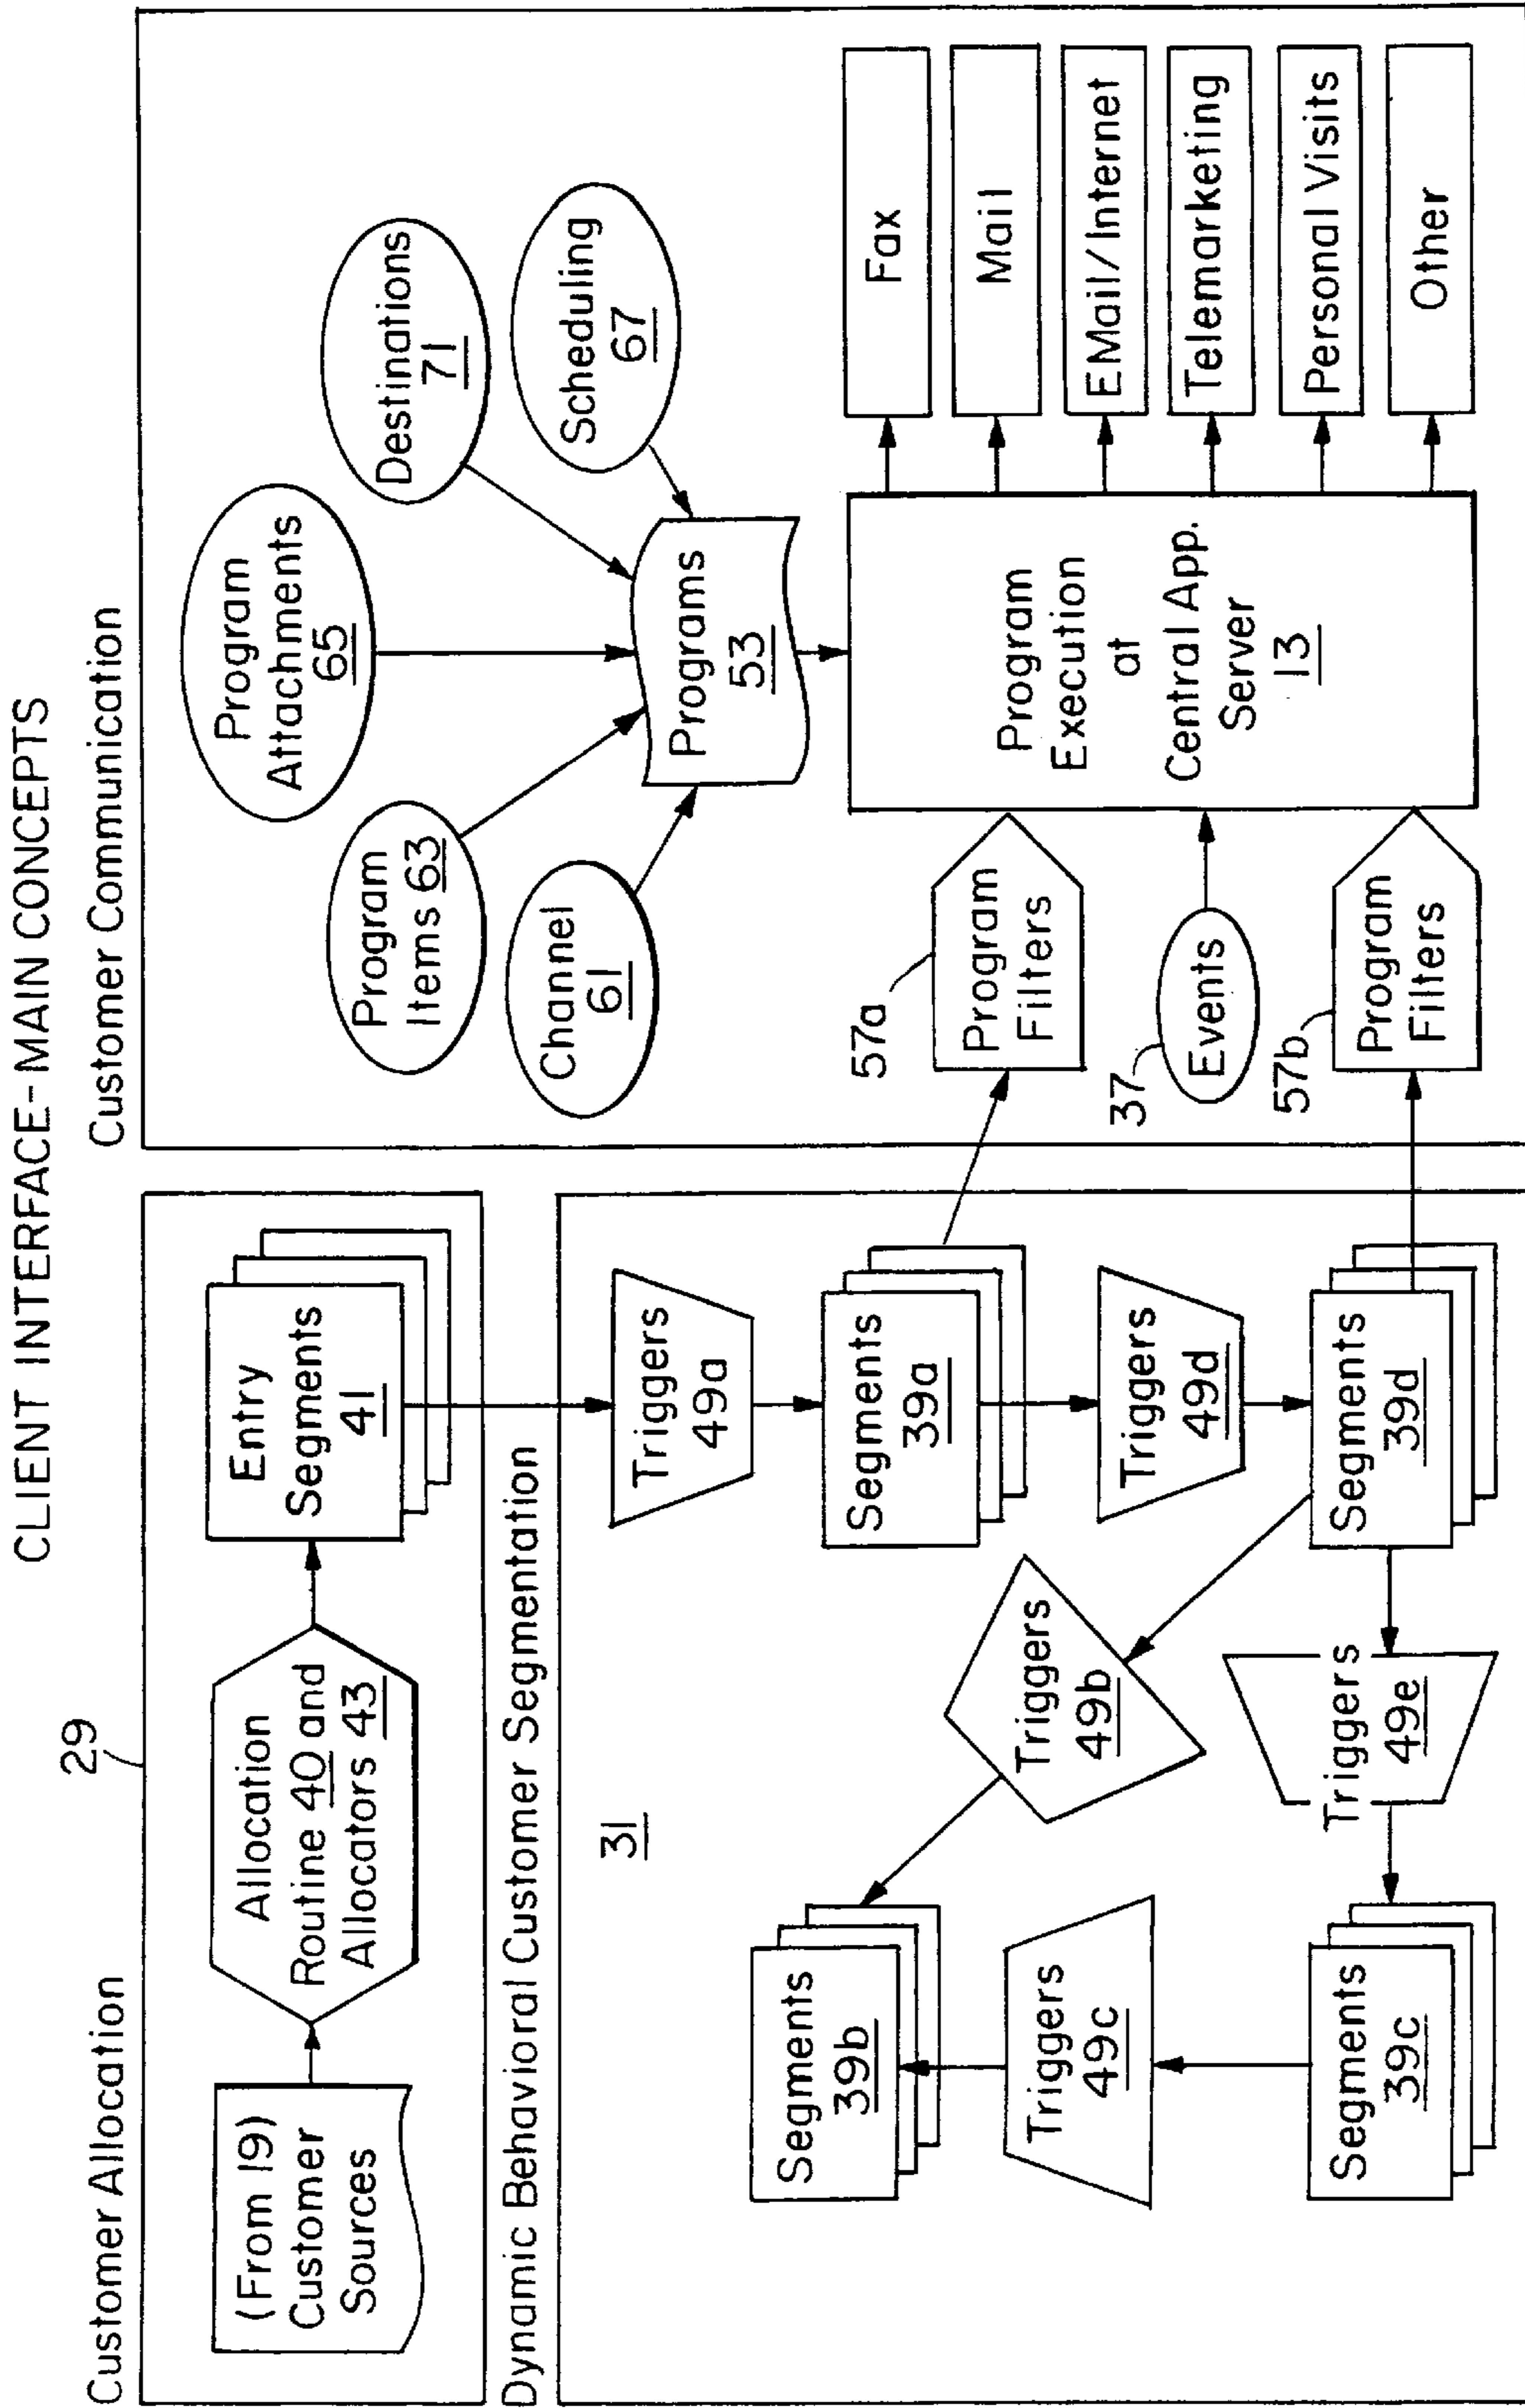 CLIENT INTERFACE-MAIN CONCEPTS
Customer Allocation
29
(From 19)
Customer
Sources
Allocation
Routine 40 and
Allocators 43
Entry
Segments
41
Dynamic Behavioral Customer Segmentation
31
Triggers
49a
Segments
39a
Triggers
49d
Segments
39d
Triggers
49b
Segments
39b
Triggers
49c
Triggers
49e
Segments
39c
Customer Communication
Program
Attachments
65
Program
Items 63
Destinations
71
Channel
61
Scheduling
67
Programs
53
57a
Program
Filters
37
Events
57b
Program
Filters
Program
Execution
at
Central App.
Server
13
Fax
Mail
EMail/Internet
Telemarketing
Personal Visits
Other